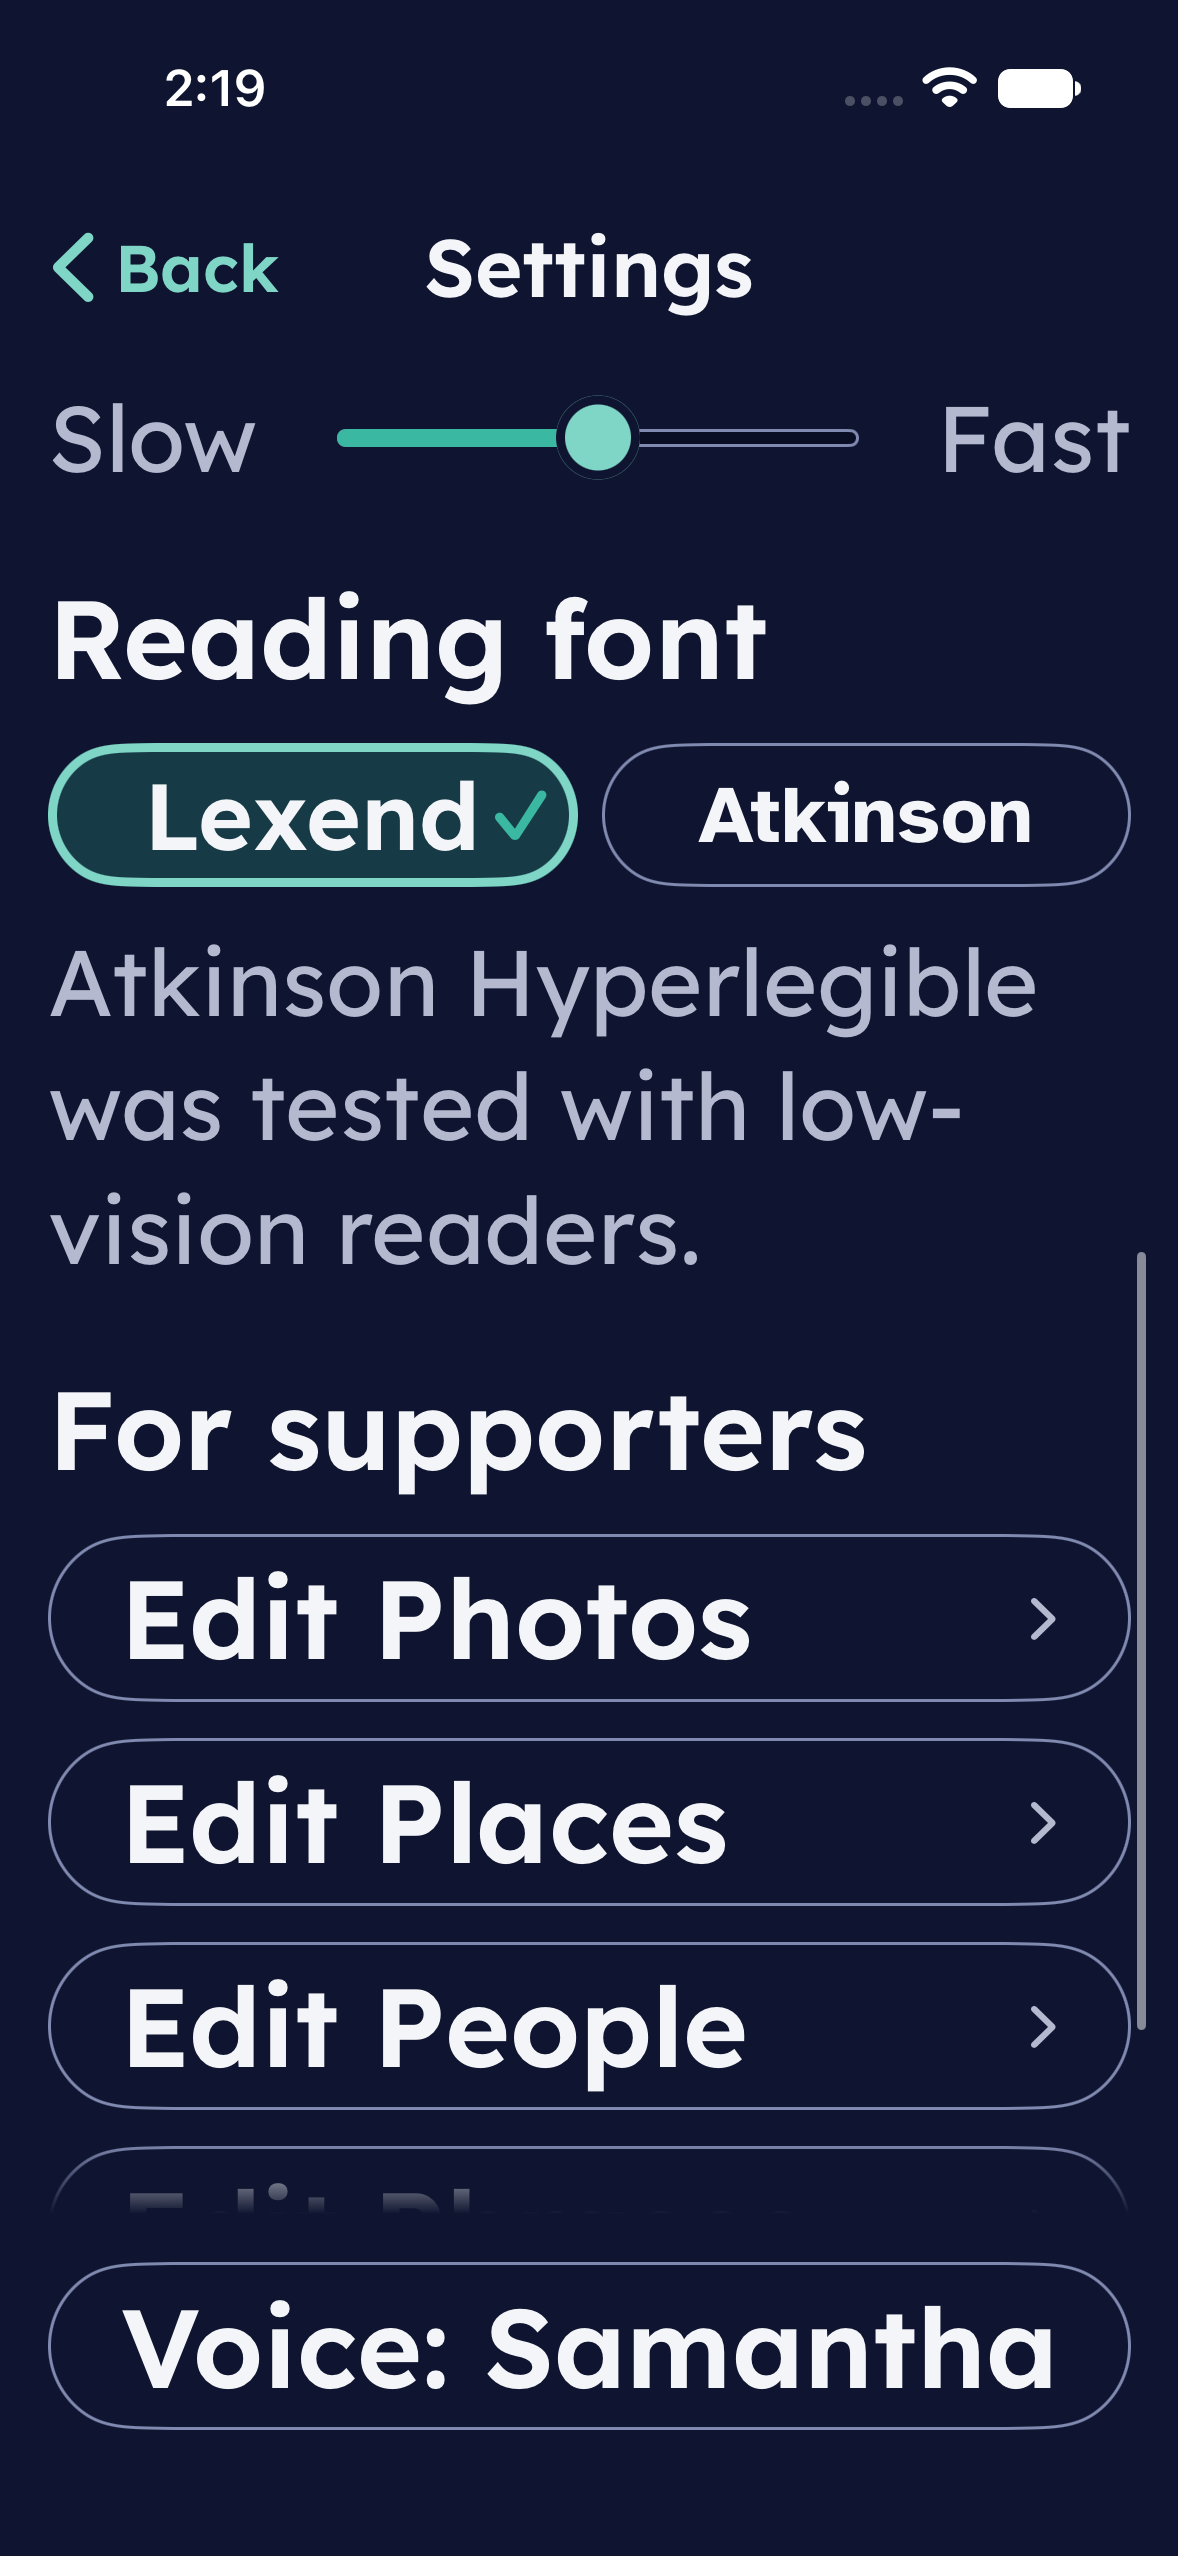 2:19
Back
Settings
Slow
Fast
Reading font
Lexend
Atkinson
Atkinson Hyperlegible
was tested with low-
vision readers.
For supporters
Edit Photos
Edit Places
Edit People
Edit
Voice: Samantha